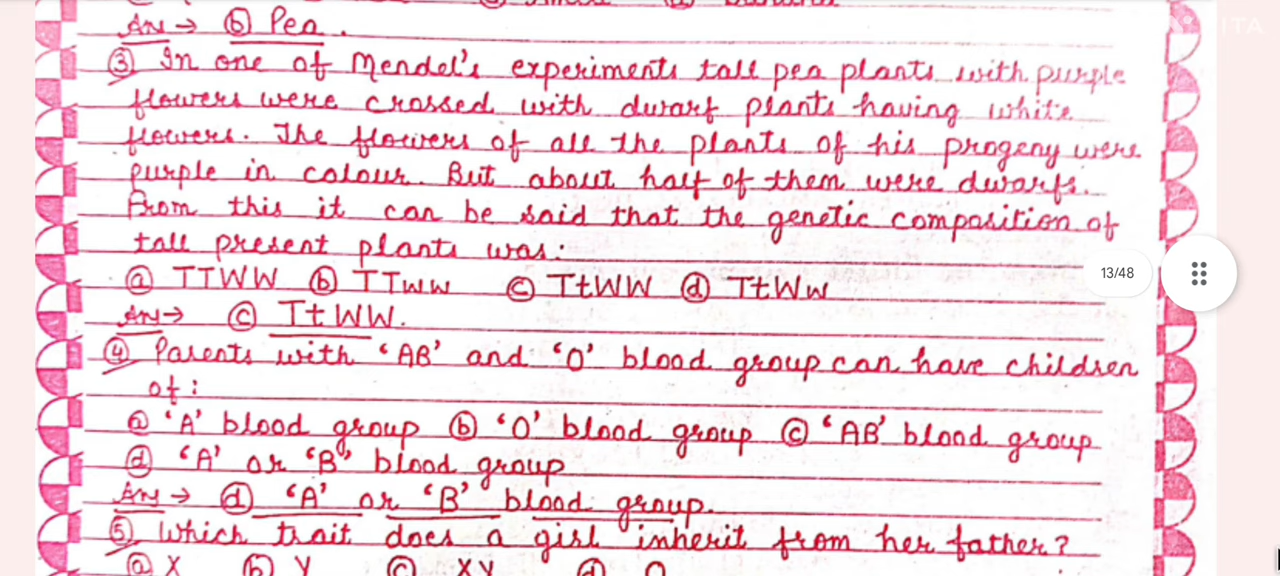 Ans → ⓑ Pea.
③ In one of Mendel's experiments tall pea plants with purple
flowers were crossed with dwarf plants having white
flowers. The flowers of all the plants of his progeny were
purple in colour. But about half of them were dwarfs.
From this it can be said that the genetic composition of
tall present plants was:
ⓐ TTWW ⓑ TTww ⓒ TtWW ⓓ TtWw
Ans → ⓒ TtWW.
④ Parents with 'AB' and 'O' blood group can have children
of:
ⓐ 'A' blood group ⓑ 'O' blood group ⓒ 'AB' blood group
ⓓ 'A' or 'B' blood group
Ans → ⓓ 'A' or 'B' blood group.
⑤ Which trait does a girl inherit from her father?
ⓐ X ⓑ Y ⓒ XY ⓓ O
13/48